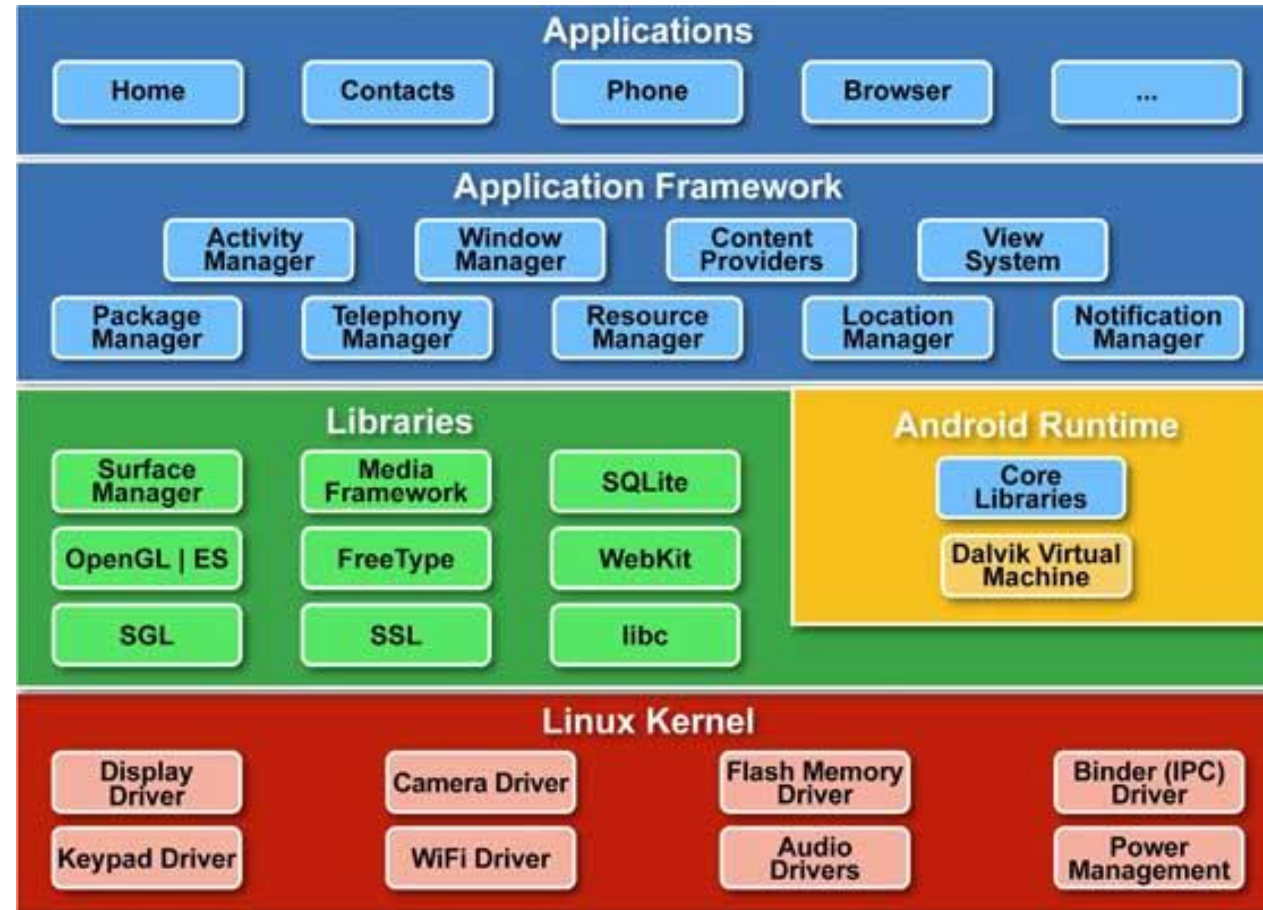 Applications
Home
Contacts
Phone
Browser
...
Application Framework
Activity
Manager
Window
Manager
Content
Providers
View
System
Package
Manager
Telephony
Manager
Resource
Manager
Location
Manager
Notification
Manager
Libraries
Surface
Manager
Media
Framework
SQLite
OpenGL | ES
FreeType
WebKit
SGL
SSL
libc
Android Runtime
Core
Libraries
Dalvik Virtual
Machine
Linux Kernel
Display
Driver
Camera Driver
Flash Memory
Driver
Binder (IPC)
Driver
Keypad Driver
WiFi Driver
Audio
Drivers
Power
Management